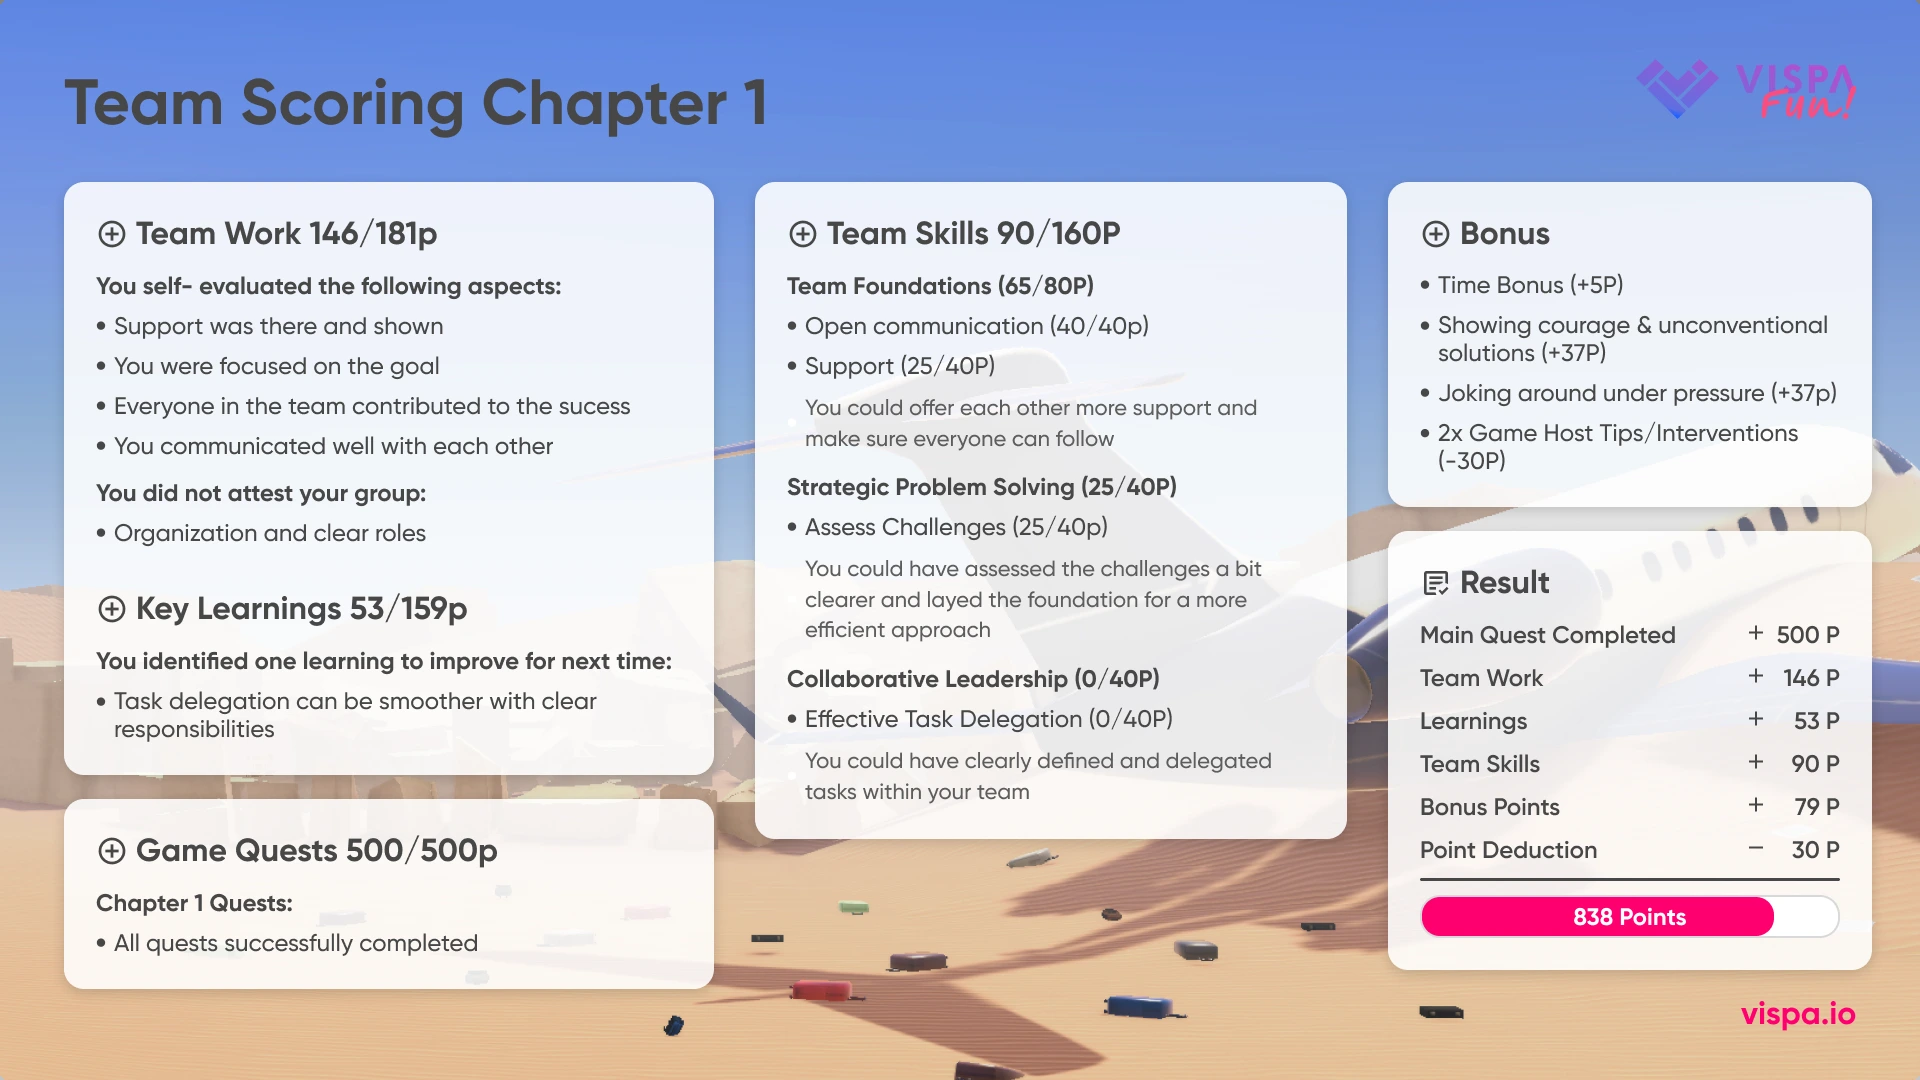 Team Scoring Chapter 1
VISPA
Fun!
Team Work 146/181p
You self- evaluated the following aspects:
• Support was there and shown
• You were focused on the goal
• Everyone in the team contributed to the sucess
• You communicated well with each other
You did not attest your group:
• Organization and clear roles
Key Learnings 53/159p
You identified one learning to improve for next time:
• Task delegation can be smoother with clear
responsibilities
Game Quests 500/500p
Chapter 1 Quests:
• All quests successfully completed
Team Skills 90/160P
Team Foundations (65/80P)
• Open communication (40/40p)
• Support (25/40P)
You could offer each other more support and
make sure everyone can follow
Strategic Problem Solving (25/40P)
• Assess Challenges (25/40p)
You could have assessed the challenges a bit
clearer and layed the foundation for a more
efficient approach
Collaborative Leadership (0/40P)
• Effective Task Delegation (0/40P)
You could have clearly defined and delegated
tasks within your team
Bonus
• Time Bonus (+5P)
• Showing courage & unconventional
solutions (+37P)
• Joking around under pressure (+37p)
• 2x Game Host Tips/Interventions
(-30P)
Result
Main Quest Completed + 500 P
Team Work + 146 P
Learnings + 53 P
Team Skills + 90 P
Bonus Points + 79 P
Point Deduction − 30 P
838 Points
vispa.io